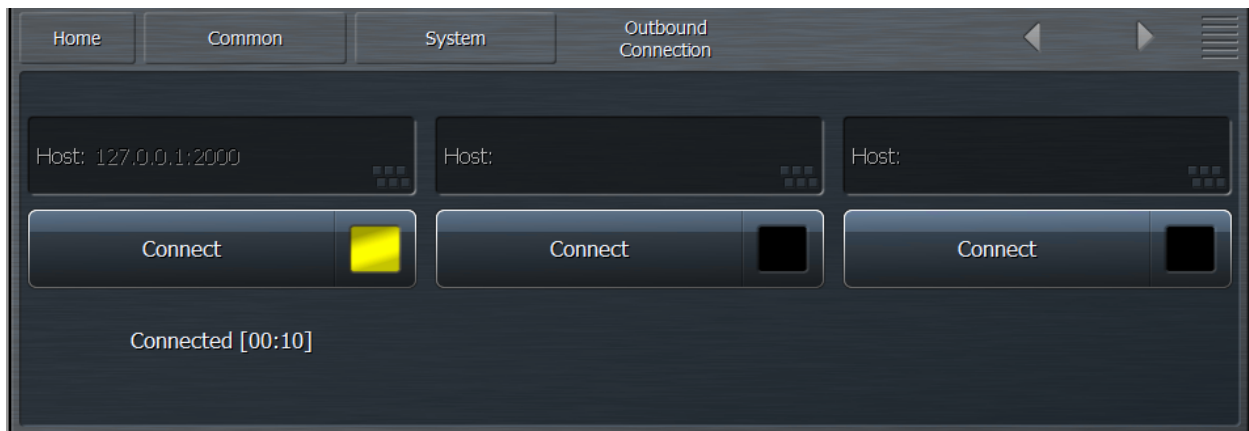 Home
Common
System
Outbound
Connection
Host: 127.0.0.1:2000
Host:
Host:
Connect
Connect
Connect
Connected [00:10]